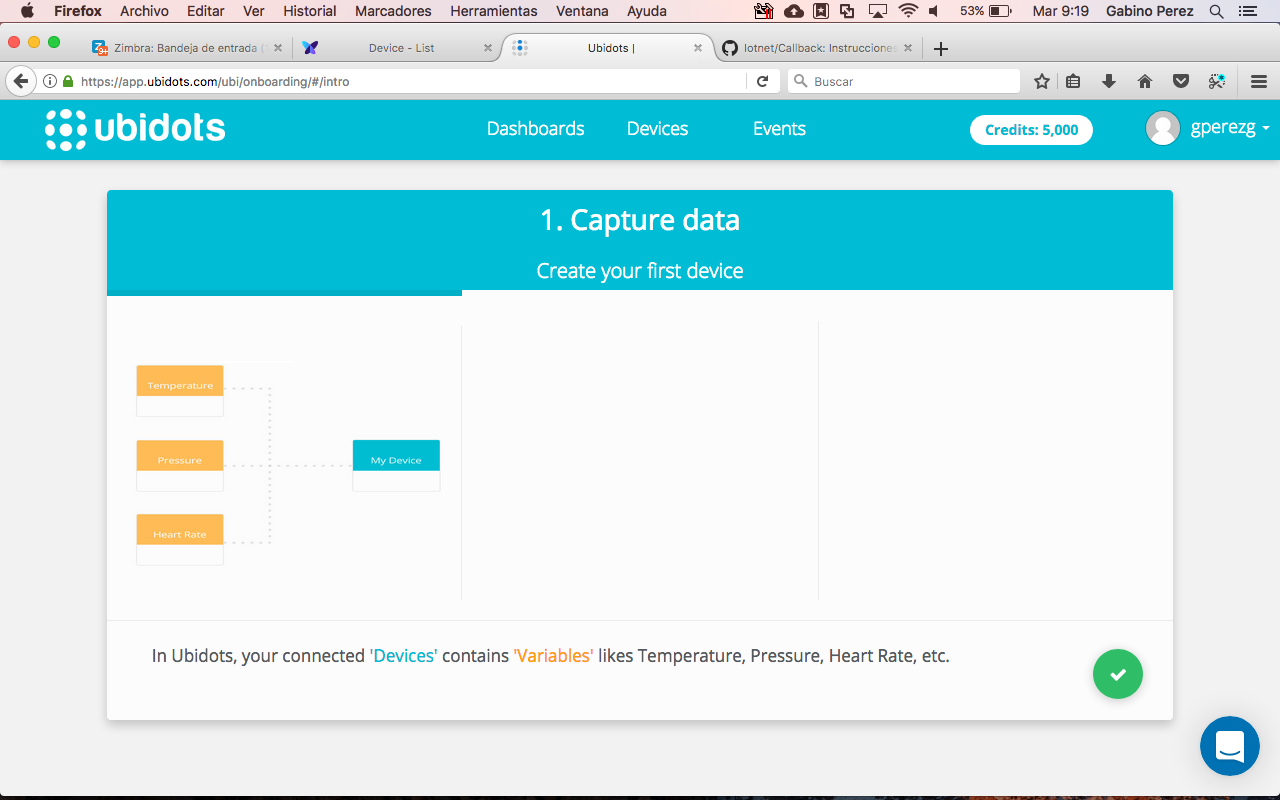 Firefox Archivo Editar Ver Historial Marcadores Herramientas Ventana Ayuda 53% Mar 9:19 Gabino Perez
Zimbra: Bandeja de entrada Device - List Ubidots | Iotnet/Callback: Instrucciones
https://app.ubidots.com/ubi/onboarding/#/intro Buscar
ubidots Dashboards Devices Events Credits: 5,000 gperezg
1. Capture data
Create your first device
Temperature
Pressure My Device
Heart Rate
In Ubidots, your connected 'Devices' contains 'Variables' likes Temperature, Pressure, Heart Rate, etc.